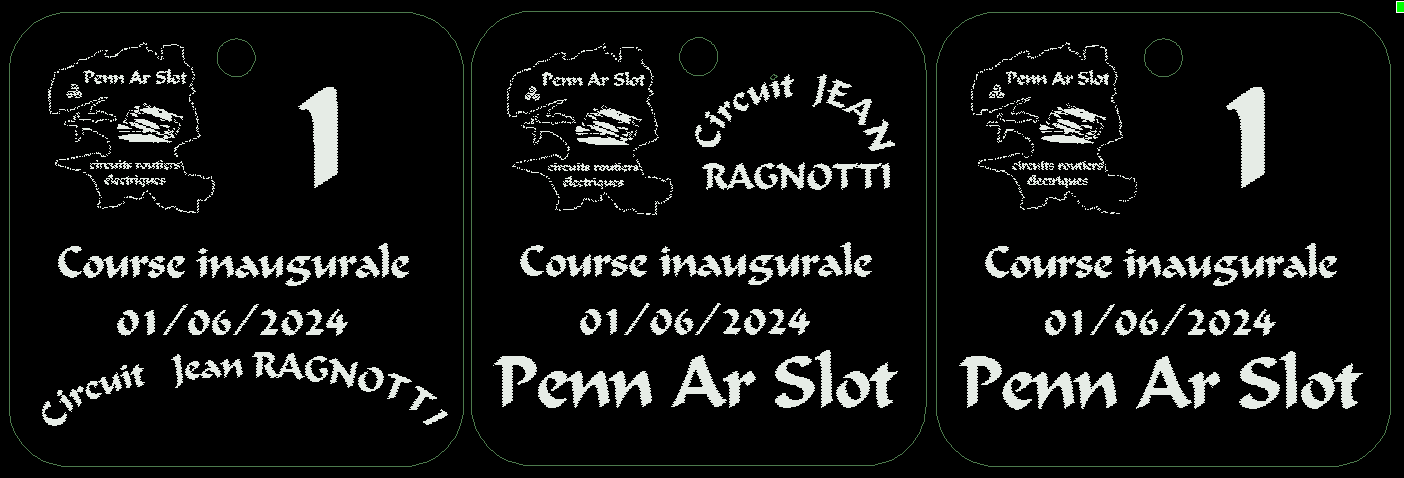 Penn Ar Slot
circuits routiers
électriques
1
Course inaugurale
01/06/2024
Circuit Jean RAGNOTTI
Penn Ar Slot
circuits routiers
électriques
Circuit JEAN
RAGNOTTI
Course inaugurale
01/06/2024
Penn Ar Slot
Penn Ar Slot
circuits routiers
électriques
1
Course inaugurale
01/06/2024
Penn Ar Slot